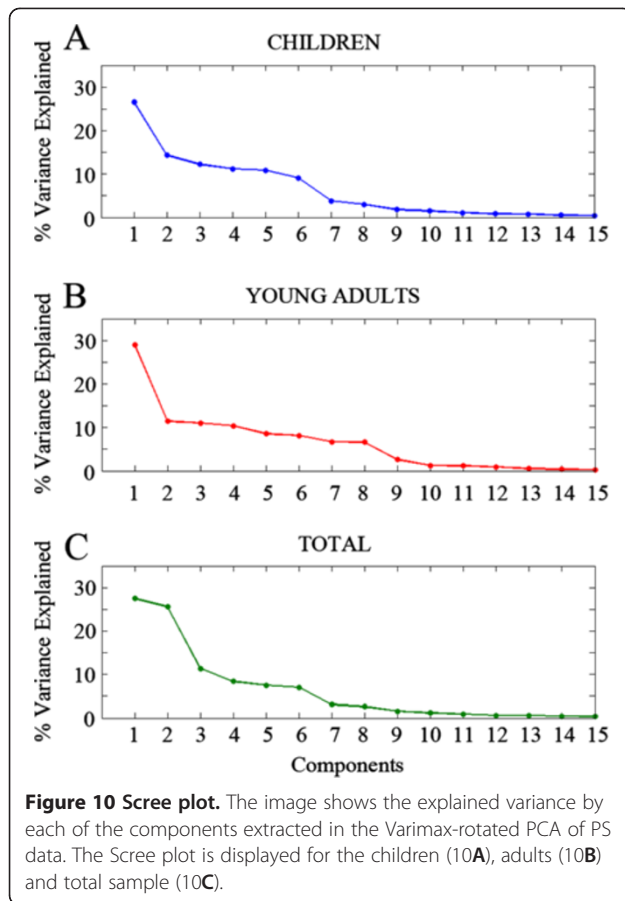 A
CHILDREN
% Variance Explained
30
20
10
0
1 2 3 4 5 6 7 8 9 10 11 12 13 14 15
B
YOUNG ADULTS
% Variance Explained
30
20
10
0
1 2 3 4 5 6 7 8 9 10 11 12 13 14 15
C
TOTAL
% Variance Explained
30
20
10
0
1 2 3 4 5 6 7 8 9 10 11 12 13 14 15
Components
Figure 10 Scree plot. The image shows the explained variance by
each of the components extracted in the Varimax-rotated PCA of PS
data. The Scree plot is displayed for the children (10A), adults (10B)
and total sample (10C).